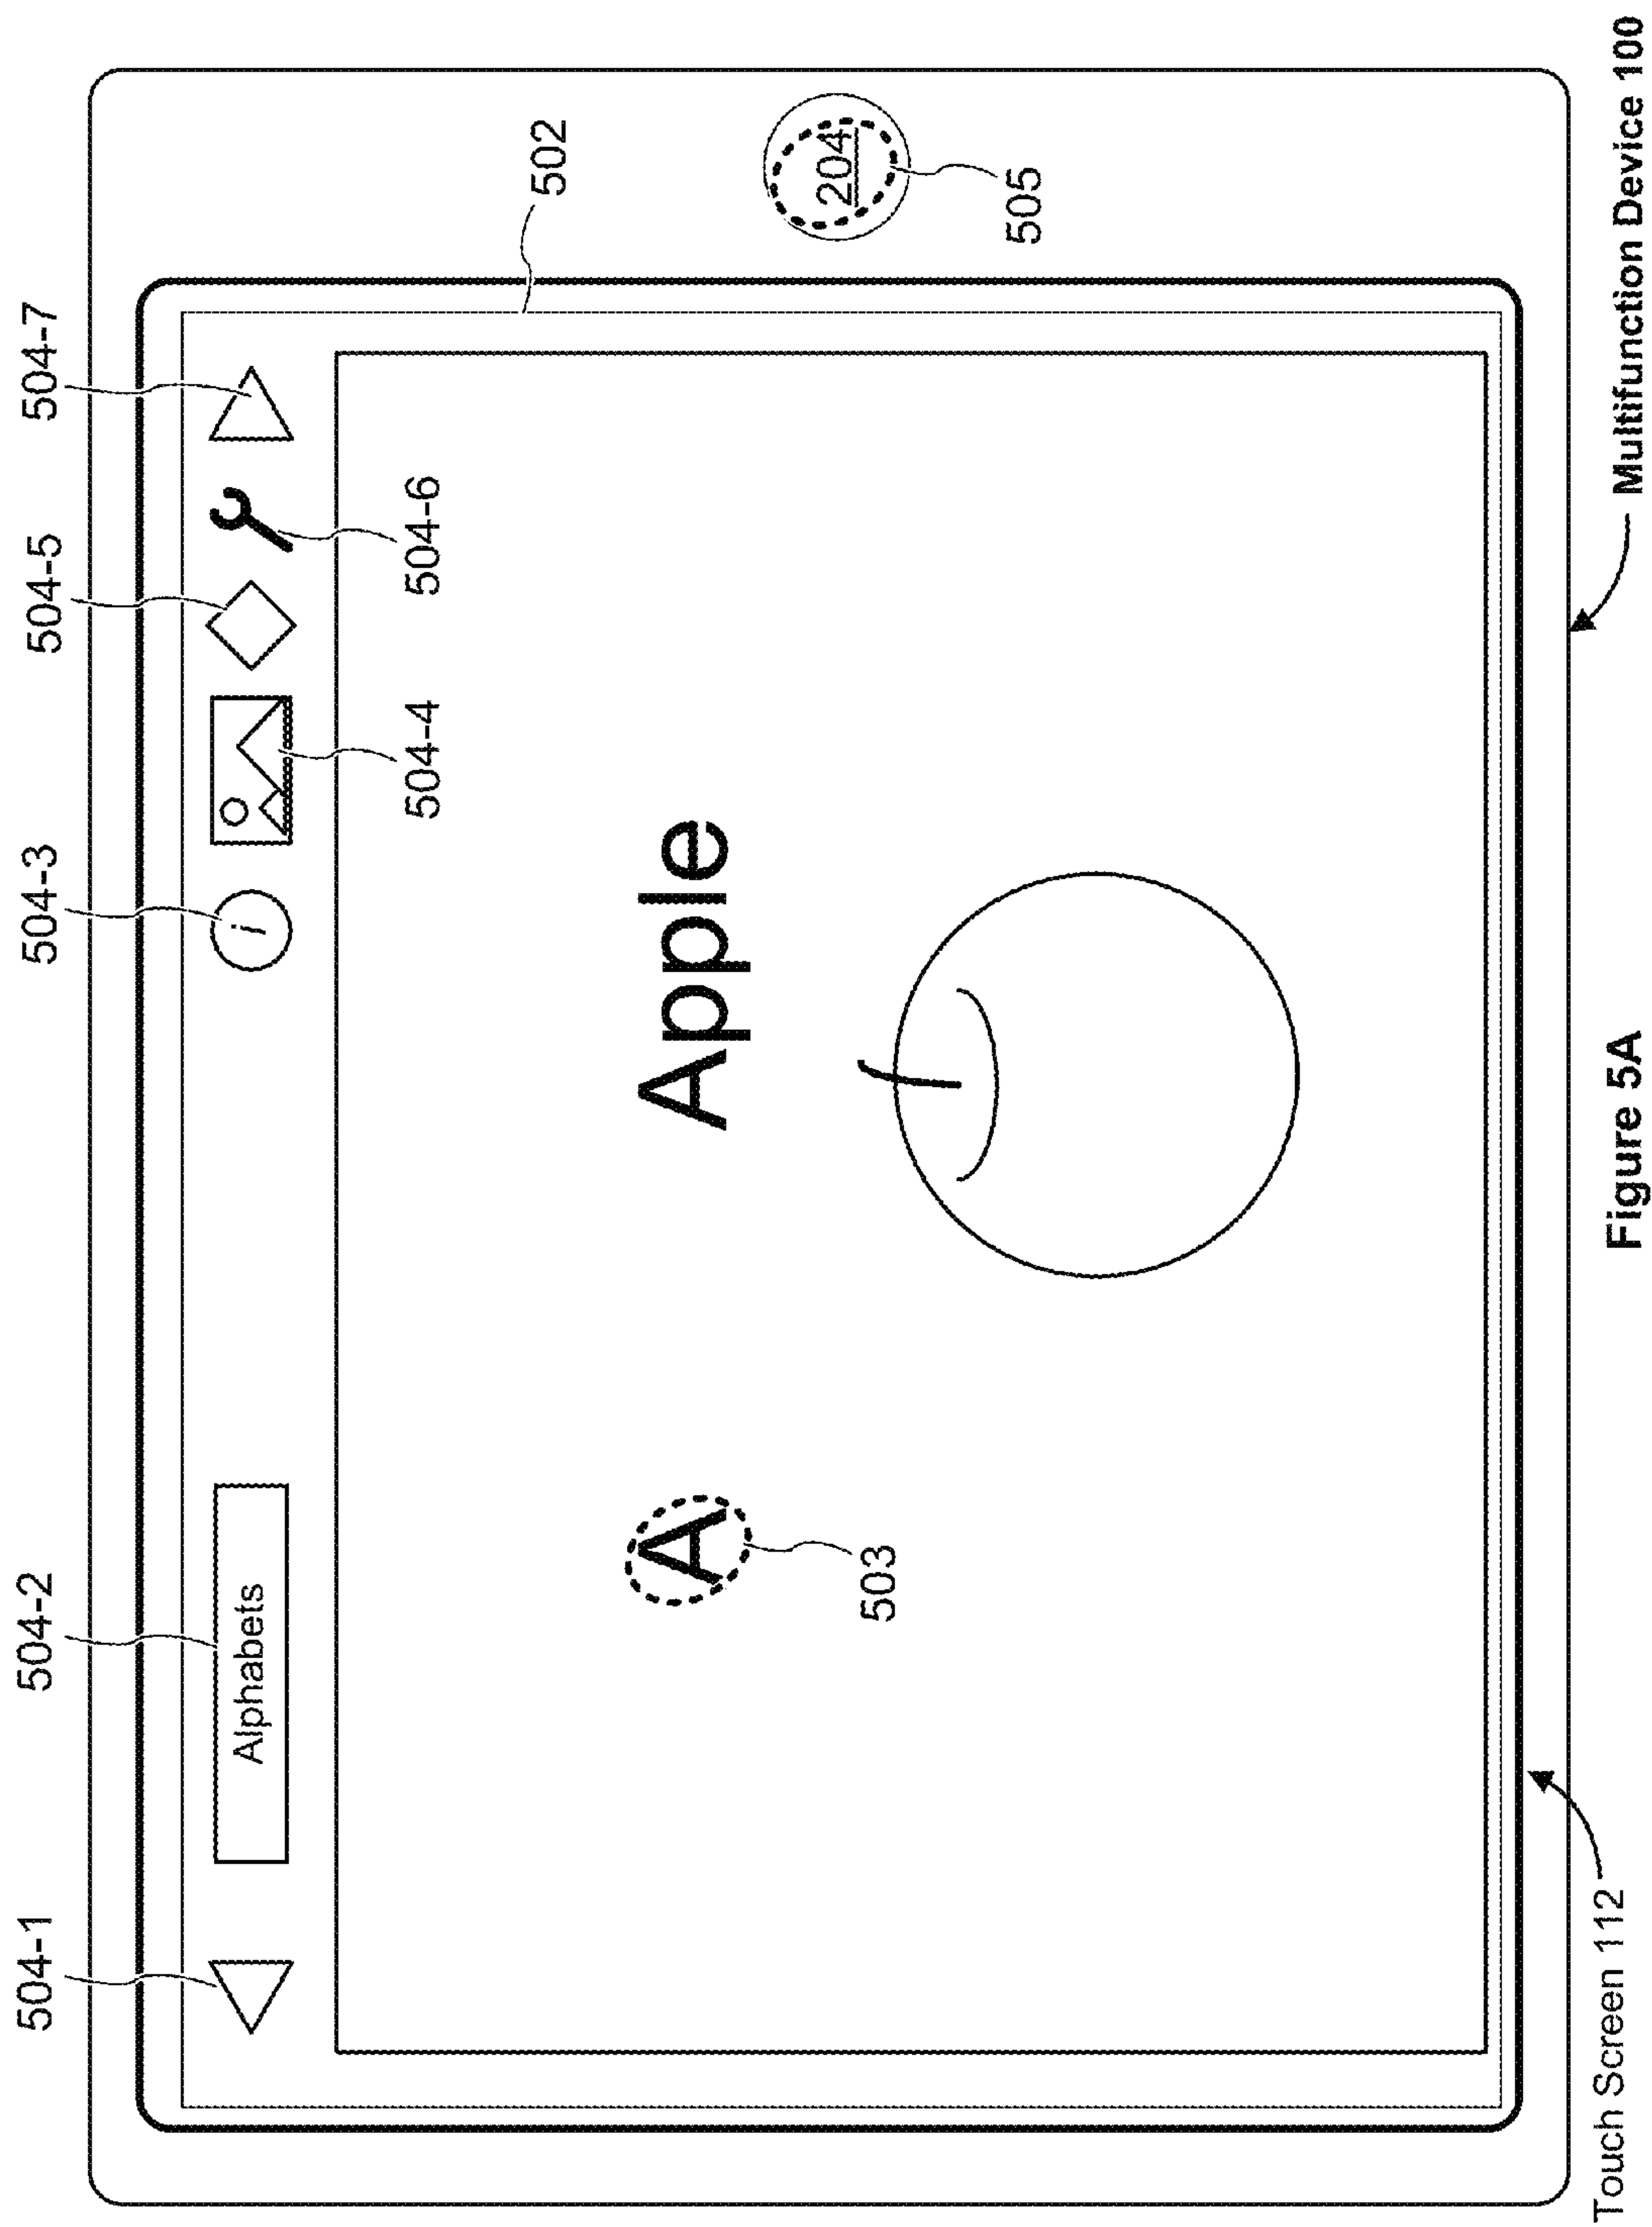 504-1
504-2
504-3
504-5
504-7
Alphabets
i
504-4
504-6
502
A
Apple
204
503
505
Touch Screen 112
Multifunction Device 100
Figure 5A